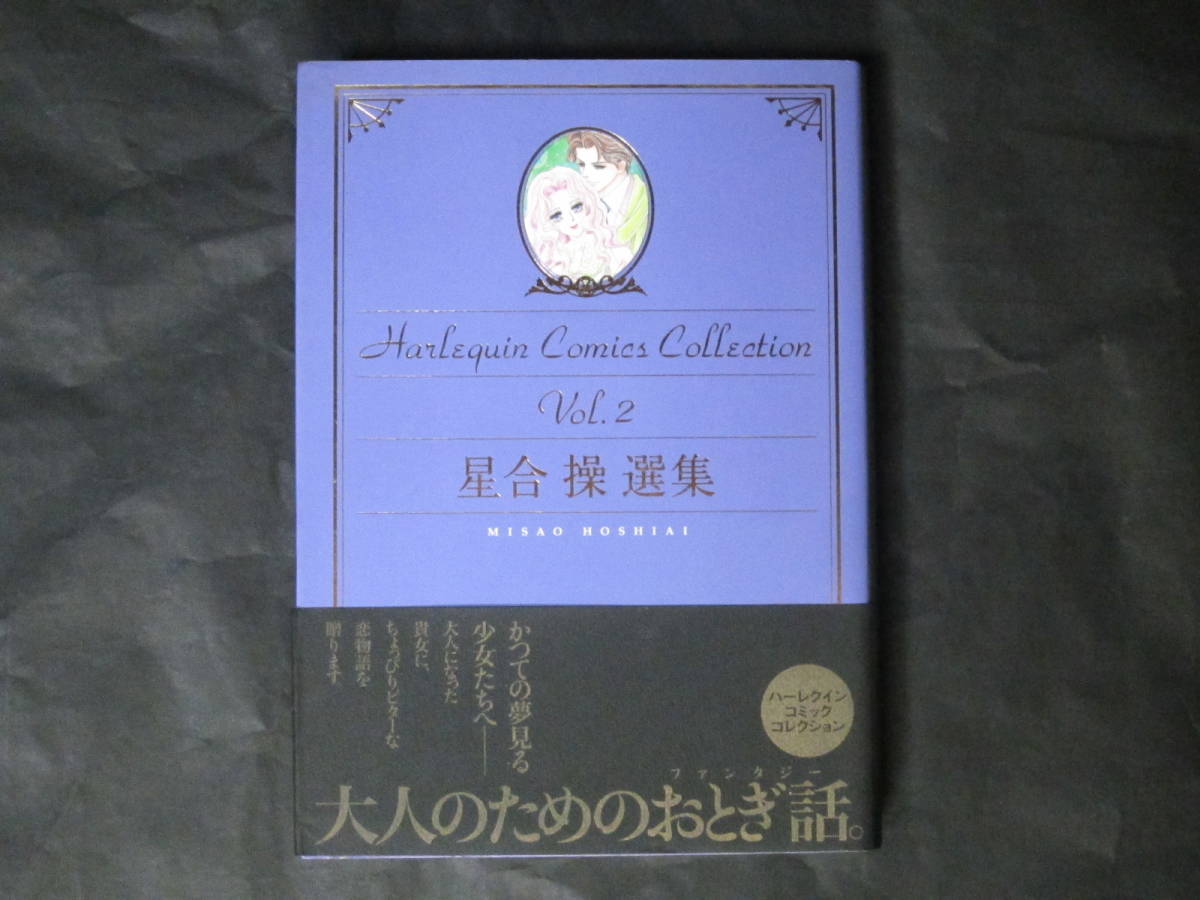 Harlequin Comics Collection
Vol. 2
星合 操 選集
MISAO HOSHIAI
かつての夢見る
少女たちへ――
大人になった
貴女に、
ちょっぴりビターな
恋物語を
贈ります
ハーレクイン
コミック
コレクション
ファンタジー
大人のためのおとぎ話。